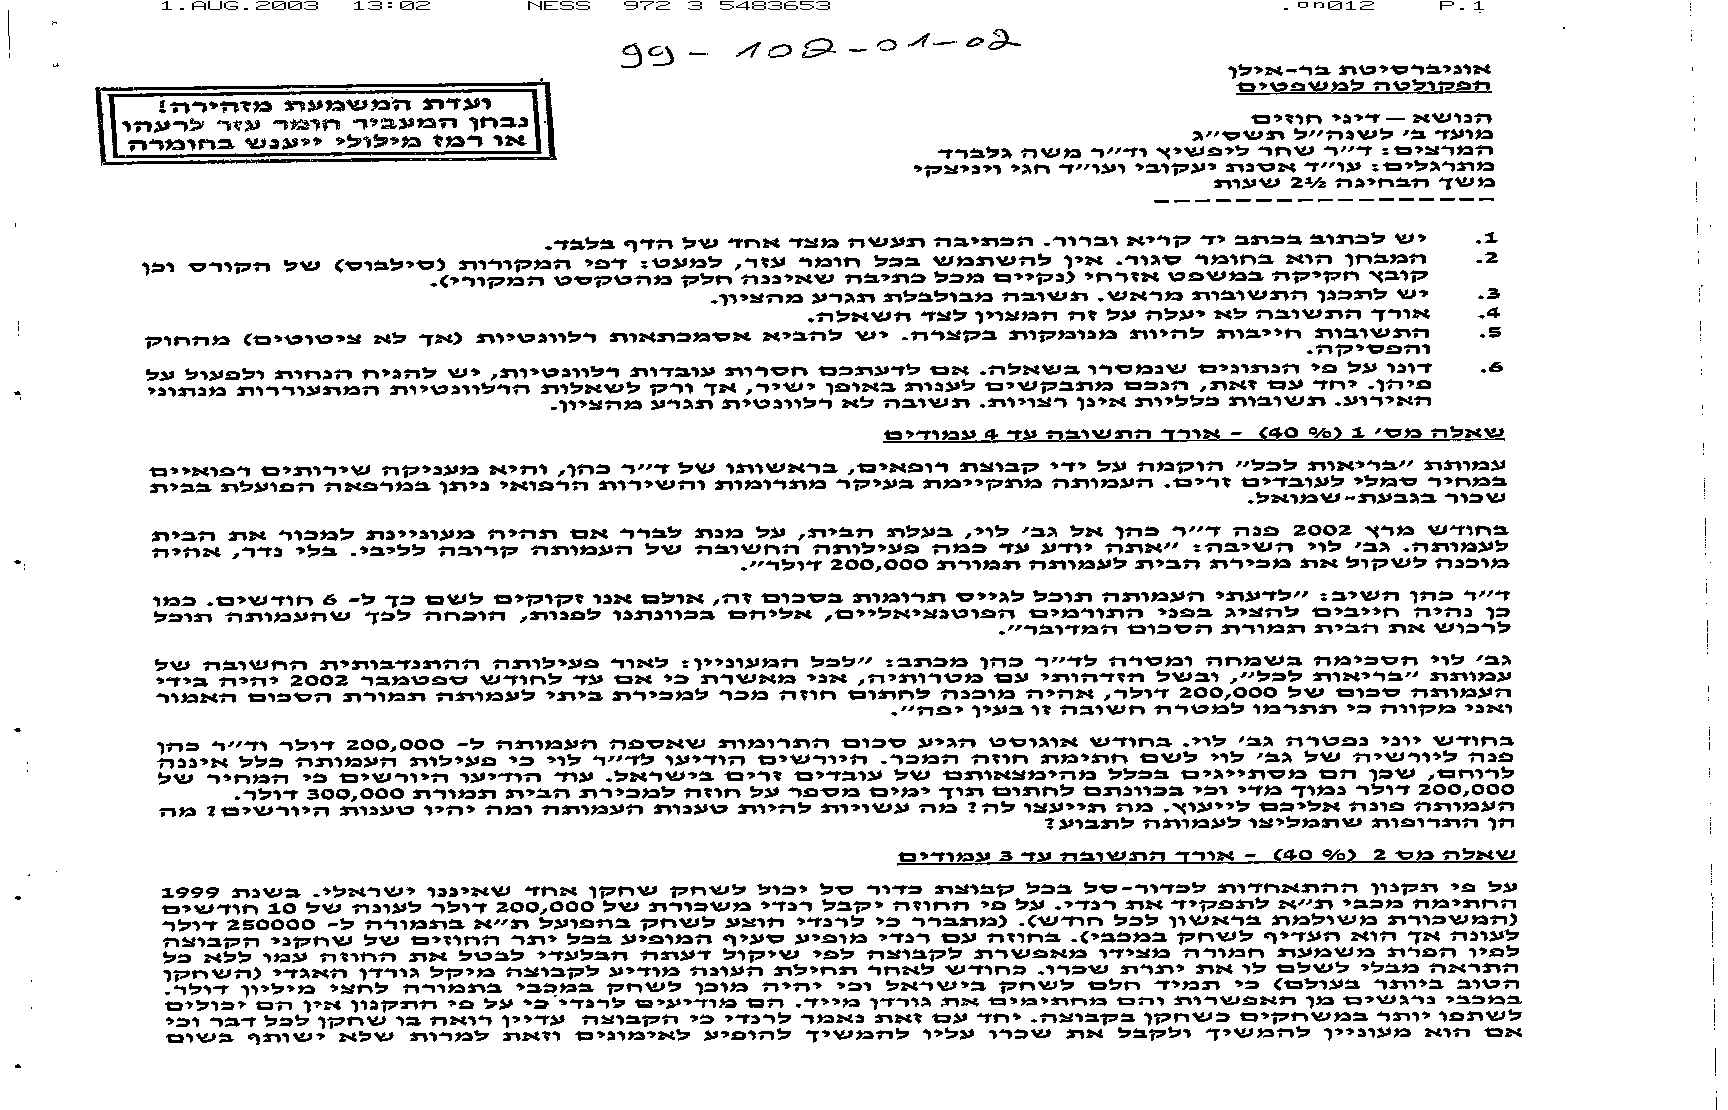 1.AUG.2003 13:02 NESS 972 3 5483653 P.1
99-102-01-02
אוניברסיטת בר-אילן
הפקולטה למשפטים
ועדת המשמעת מזהירה!
נבחן המעביר חומר עזר לרעהו
או רמז מילולי ייענש בחומרה
הנושא – דיני חוזים
מועד ב' לשנה"ל תשס"ג
המרצים: ד"ר שחר ליפשיץ וד"ר משה גלברד
מתרגלים: עו"ד אסנת יעקובי ועו"ד חגי ויניצקי
משך הבחינה 2½ שעות
1. יש לכתוב בכתב יד קריא וברור. הכתיבה תעשה מצד אחד של הדף בלבד.
2. המבחן הוא בחומר סגור. אין להשתמש בכל חומר עזר, למעט: דפי המקורות (סילבוס) של הקורס וכן
קובץ חקיקה במשפט אזרחי (נקיים מכל כתיבה שאיננה חלק מהטקסט המקורי).
3. יש לתכנן התשובות מראש. תשובה מבולבלת תגרע מהציון.
4. אורך התשובה לא יעלה על זה המצוין לצד השאלה.
5. התשובות חייבות להיות מנומקות בקצרה. יש להביא אסמכתאות רלוונטיות (אך לא ציטוטים) מהחוק
והפסיקה.
6. דונו על פי הנתונים שנמסרו בשאלה. אם לדעתכם חסרות עובדות רלוונטיות, יש להניח הנחות ולפעול על
פיהן. יחד עם זאת, הנכם מתבקשים לענות באופן ישיר, אך ורק לשאלות הרלוונטיות המתעוררות מנתוני
האירוע. תשובות כלליות אינן רצויות. תשובה לא רלוונטית תגרע מהציון.
שאלה מס' 1 (40 %) - אורך התשובה עד 4 עמודים
עמותת "בריאות לכל" הוקמה על ידי קבוצת רופאים, בראשותו של ד"ר כהן, והיא מעניקה שירותים רפואיים
במחיר סמלי לעובדים זרים. העמותה מתקיימת בעיקר מתרומות והשירות הרפואי ניתן במרפאה הפועלת בבית
שכור בגבעת-שמואל.
בחודש מרץ 2002 פנה ד"ר כהן אל גב' לוי, בעלת הבית, על מנת לברר אם תהיה מעוניינת למכור את הבית
לעמותה. גב' לוי השיבה: "אתה יודע עד כמה פעילותה החשובה של העמותה קרובה לליבי. בלי נדר, אהיה
מוכנה לשקול את מכירת הבית לעמותה תמורת 200,000 דולר".
ד"ר כהן השיב: "לדעתי העמותה תוכל לגייס תרומות בסכום זה, אולם אנו זקוקים לשם כך ל- 6 חודשים. כמו
כן נהיה חייבים להציג בפני התורמים הפוטנציאליים, אליהם בכוונתנו לפנות, הוכחה לכך שהעמותה תוכל
לרכוש את הבית תמורת הסכום המדובר".
גב' לוי הסכימה בשמחה ומסרה לד"ר כהן מכתב: "לכל המעוניין: לאור פעילותה ההתנדבותית החשובה של
עמותת "בריאות לכל", ובשל הזדהותי עם מטרותיה, אני מאשרת כי אם עד לחודש ספטמבר 2002 יהיה בידי
העמותה סכום של 200,000 דולר, אהיה מוכנה לחתום חוזה מכר למכירת ביתי לעמותה תמורת הסכום האמור
ואני מקווה כי תתרמו למטרה חשובה זו בעין יפה".
בחודש יוני נפטרה גב' לוי. בחודש אוגוסט הגיע סכום התרומות שאספה העמותה ל- 200,000 דולר וד"ר כהן
פנה ליורשיה של גב' לוי לשם חתימת חוזה המכר. היורשים הודיעו לד"ר לוי כי פעילות העמותה כלל איננה
לרוחם, שכן הם מסתייגים בכלל מהימצאותם של עובדים זרים בישראל. עוד הודיעו היורשים כי המחיר של
200,000 דולר נמוך מדי וכי בכוונתם לחתום תוך ימים מספר על חוזה למכירת הבית תמורת 300,000 דולר.
העמותה פונה אליכם לייעוץ. מה תייעצו לה? מה עשויות להיות טענות העמותה ומה יהיו טענות היורשים? מה
הן התרופות שתמליצו לעמותה לתבוע?
שאלה מס 2 (40 %) - אורך התשובה עד 3 עמודים
על פי תקנון ההתאחדות לכדור-סל בכל קבוצת כדור סל יכול לשחק שחקן אחד שאיננו ישראלי. בשנת 1999
החתימה מכבי ת"א לתפקיד את רנדי. על פי החוזה יקבל רנדי משכורת של 200,000 דולר לעונה של 10 חודשים
(המשכורת משולמת בראשון לכל חודש). (מתברר כי לרנדי הוצע לשחק בהפועל ת"א בתמורה ל- 250000 דולר
לעונה אך הוא העדיף לשחק במכבי). בחוזה עם רנדי מופיע סעיף המופיע בכל יתר החוזים של שחקני הקבוצה
לפיו הפרת משמעת חמורה מצידו מאפשרת לקבוצה לפי שיקול דעתה הבלעדי לבטל את החוזה עמו ללא כל
התראה מבלי לשלם לו את יתרת שכרו. כחודש לאחר תחילת העונה מודיע לקבוצה מיקל גורדן האגדי (השחקן
הטוב ביותר בעולם) כי תמיד חלם לשחק בישראל וכי יהיה מוכן לשחק במכבי בתמורה לחצי מיליון דולר.
במכבי נרגשים מן האפשרות והם מחתימים את גורדן מייד. הם מודיעים לרנדי כי על פי התקנון אין הם יכולים
לשתפו יותר במשחקים כשחקן בקבוצה. יחד עם זאת נאמר לרנדי כי הקבוצה עדיין רואה בו שחקן לכל דבר וכי
אם הוא מעוניין להמשיך ולקבל את שכרו עליו להמשיך להופיע לאימונים וזאת למרות שלא ישותף בשום